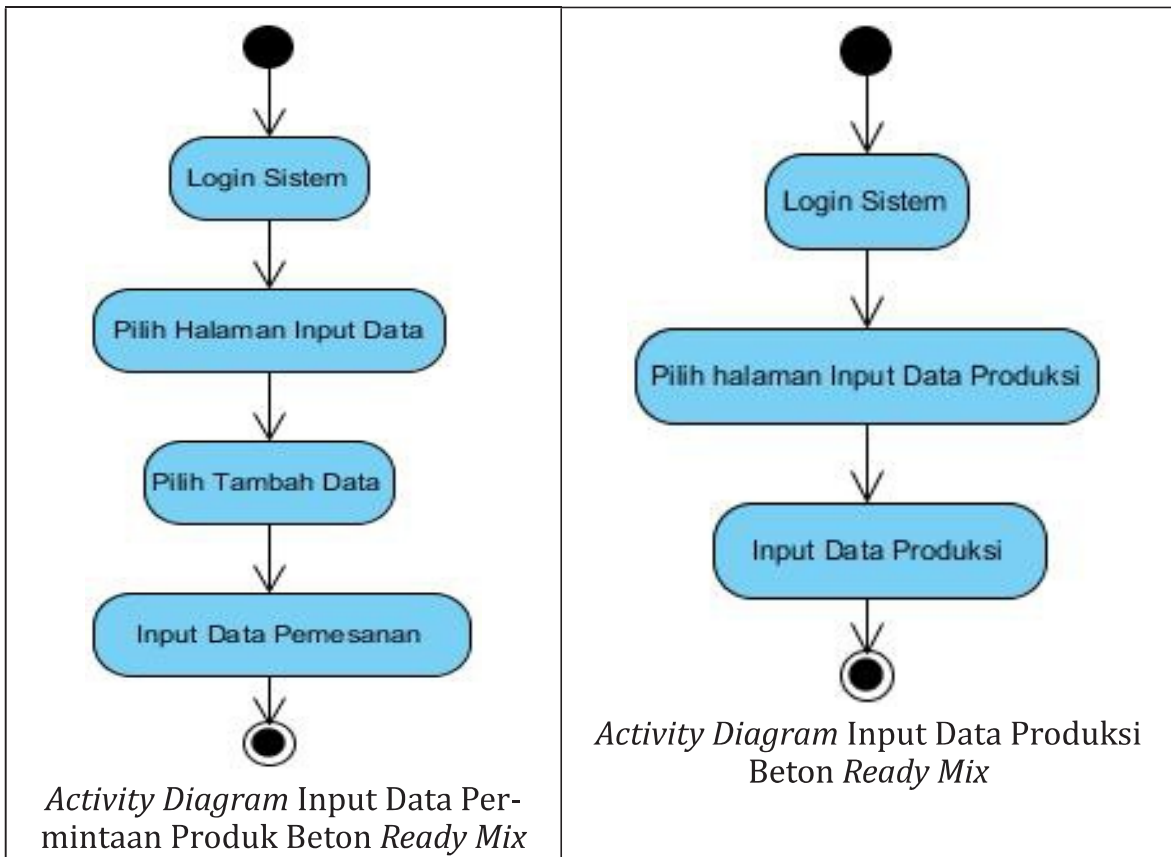 Login Sistem
Pilih Halaman Input Data
Pilih Tambah Data
Input Data Pemesanan
Activity Diagram Input Data Per-
mintaan Produk Beton Ready Mix
Login Sistem
Pilih halaman Input Data Produksi
Input Data Produksi
Activity Diagram Input Data Produksi
Beton Ready Mix